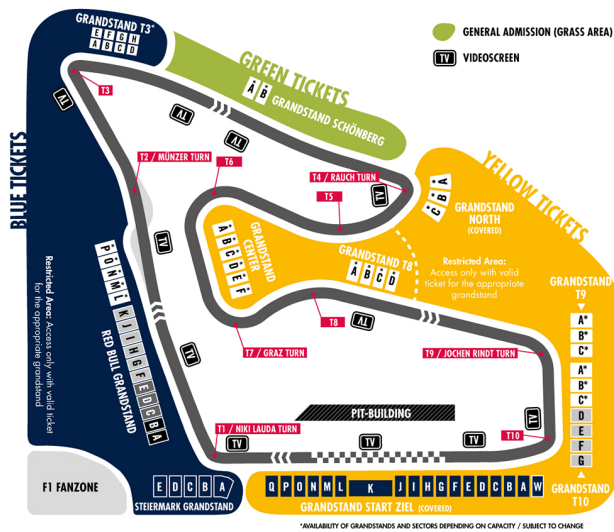 GRANDSTAND T3*
E F G H
A B C D
GENERAL ADMISSION (GRASS AREA)
TV VIDEOSCREEN
GREEN TICKETS
A B GRANDSTAND SCHÖNBERG
T3
TV
TV
TV
T2 / MÜNZER TURN
T6
T4 / RAUCH TURN
T5
TV
YELLOW TICKETS
C B A
GRANDSTAND
NORTH
(COVERED)
BLUE TICKETS
A B C D E F
GRANDSTAND
CENTER
GRANDSTAND T8
A B C D
Restricted Area:
Access only with valid
ticket for the appropriate
grandstand
TV
P O N M L K J I H G F E D C B A
RED BULL GRANDSTAND
Restricted Area: Access only with valid ticket
for the appropriate grandstand
T8
TV
T7 / GRAZ TURN
TV
T9 / JOCHEN RINDT TURN
GRANDSTAND
T9
A*
B*
C*
A*
B*
C*
D
E
F
G
GRANDSTAND
T10
PIT-BUILDING
T1 / NIKI LAUDA TURN
TV
TV
TV
T10
TV
F1 FANZONE
E D C B A
STEIERMARK GRANDSTAND
Q P O N M L K J I H G F E D C B A W
GRANDSTAND START ZIEL (COVERED)
*AVAILABILITY OF GRANDSTANDS AND SECTORS DEPENDING ON CAPACITY / SUBJECT TO CHANGE